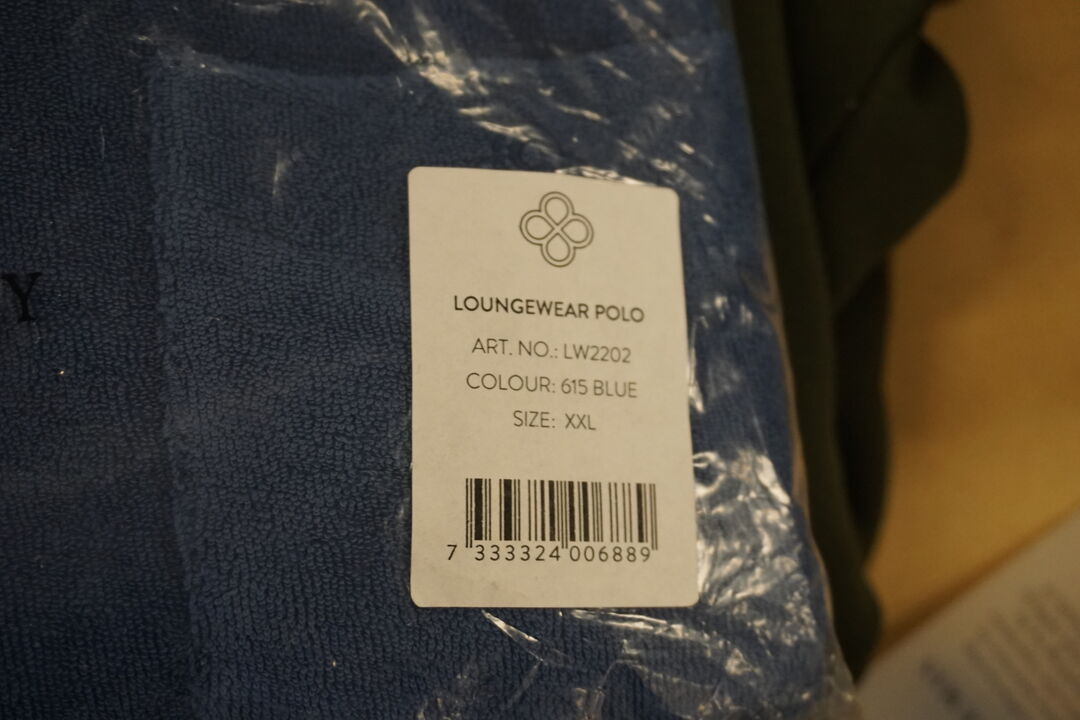 Y
LOUNGEWEAR POLO
ART. NO.: LW2202
COLOUR: 615 BLUE
SIZE: XXL
7 333324 006889